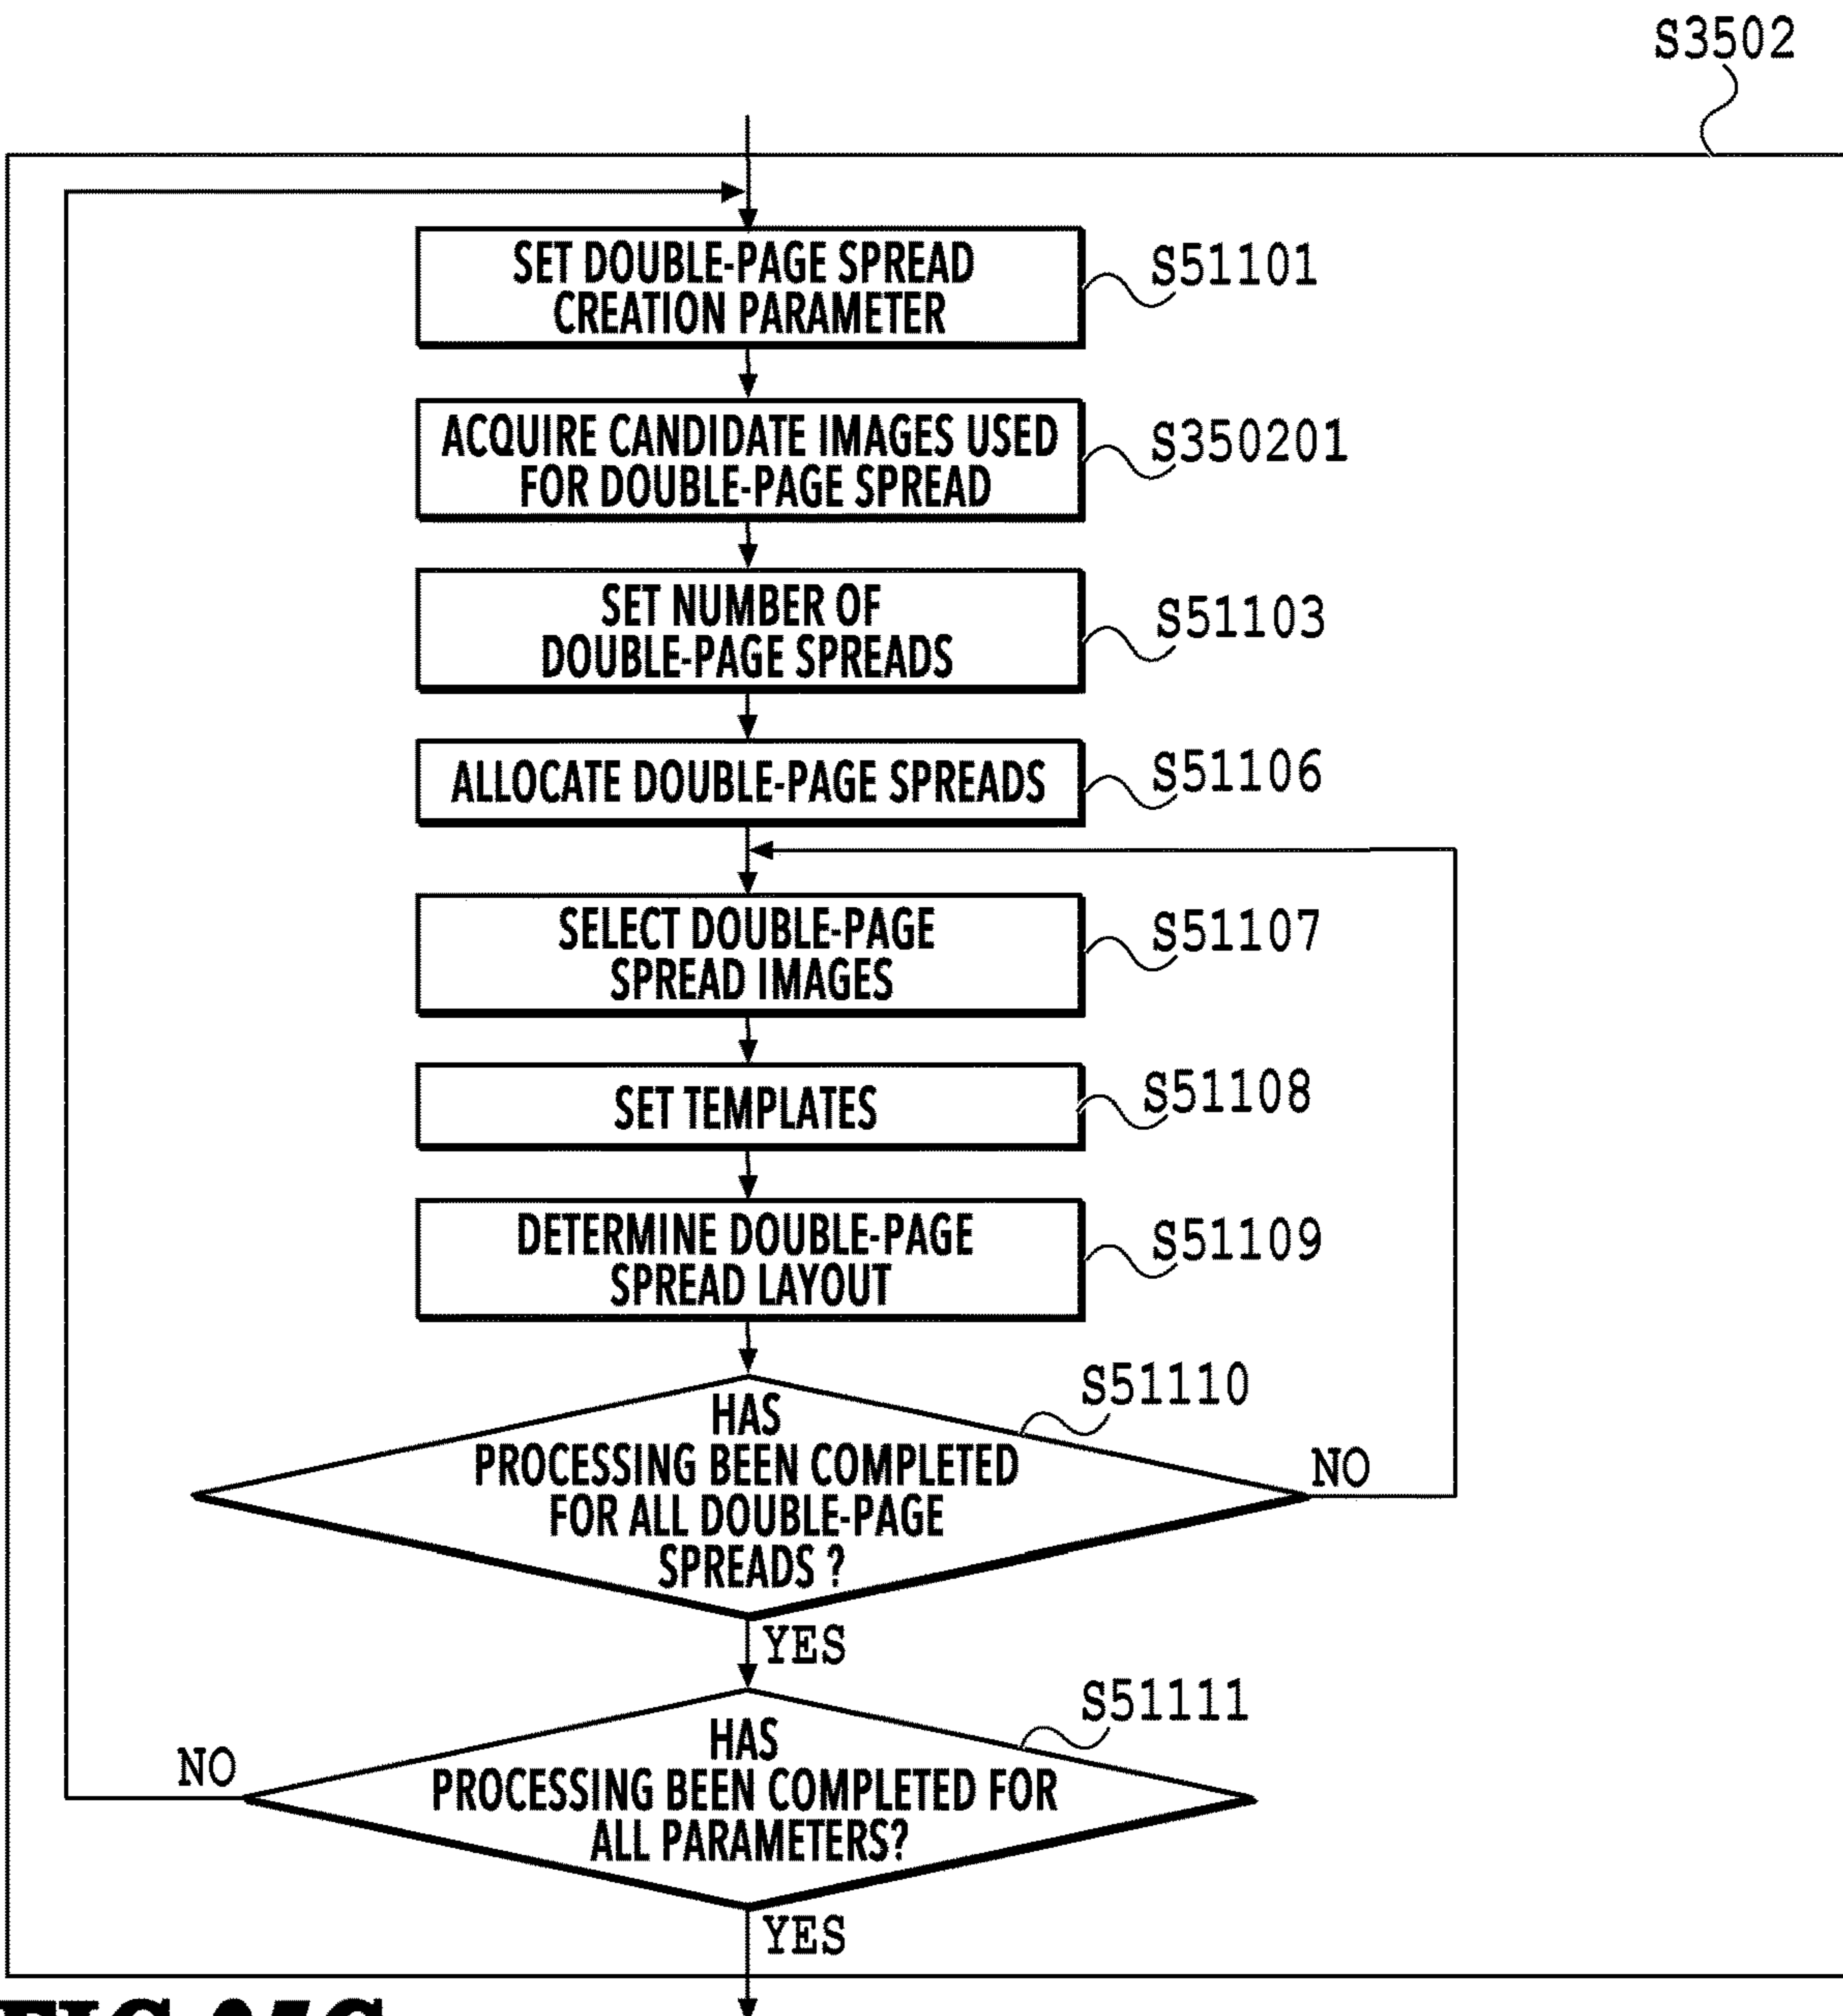 S3502
SET DOUBLE-PAGE SPREAD
CREATION PARAMETER
S51101
ACQUIRE CANDIDATE IMAGES USED
FOR DOUBLE-PAGE SPREAD
S350201
SET NUMBER OF
DOUBLE-PAGE SPREADS
S51103
ALLOCATE DOUBLE-PAGE SPREADS
S51106
SELECT DOUBLE-PAGE
SPREAD IMAGES
S51107
SET TEMPLATES
S51108
DETERMINE DOUBLE-PAGE
SPREAD LAYOUT
S51109
S51110
HAS
PROCESSING BEEN COMPLETED
FOR ALL DOUBLE-PAGE
SPREADS ?
NO
YES
S51111
HAS
PROCESSING BEEN COMPLETED FOR
ALL PARAMETERS?
NO
YES